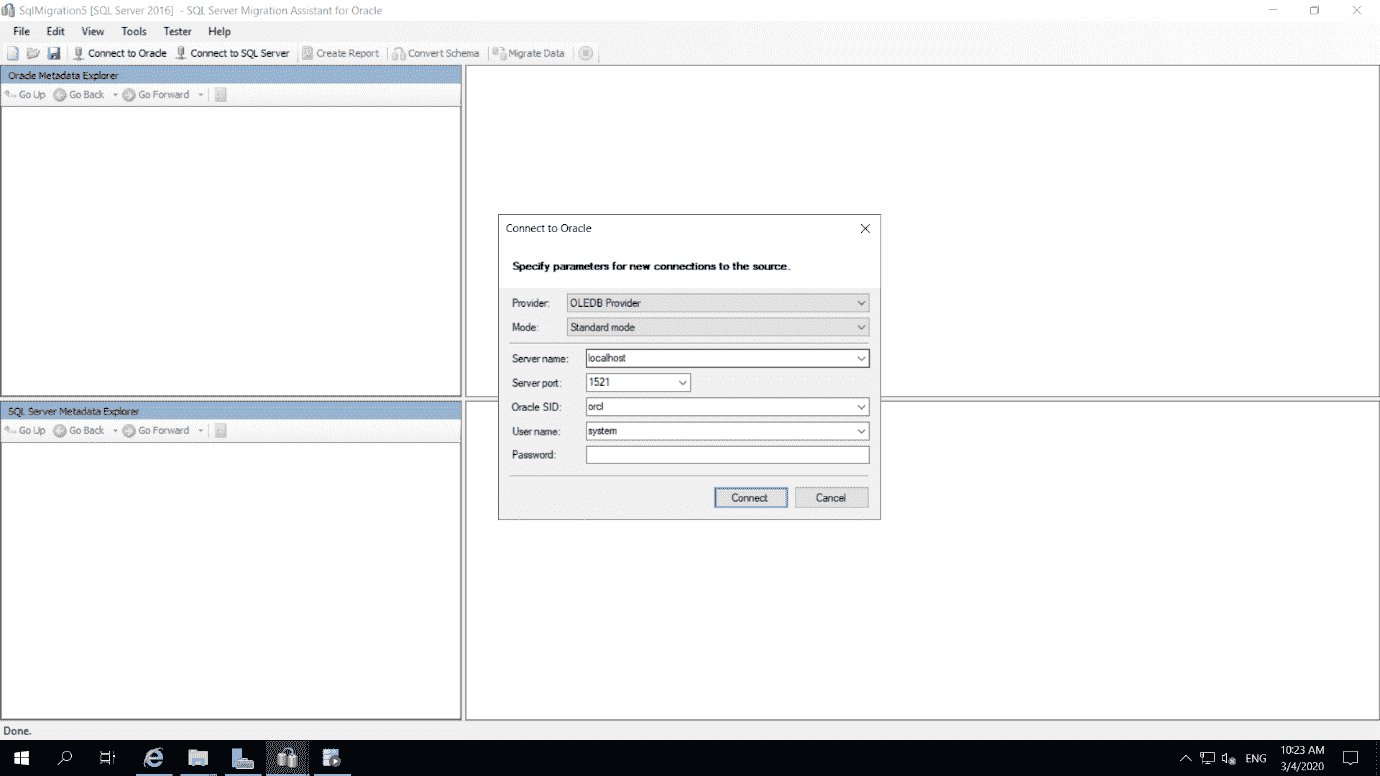 SqlMigration5 [SQL Server 2016] - SQL Server Migration Assistant for Oracle
File Edit View Tools Tester Help
Connect to Oracle Connect to SQL Server Create Report Convert Schema Migrate Data
Oracle Metadata Explorer
Go Up Go Back Go Forward
Connect to Oracle
Specify parameters for new connections to the source.
Provider: OLEDB Provider
Mode: Standard mode
Server name: localhost
Server port: 1521
Oracle SID: orcl
User name: system
Password:
Connect Cancel
SQL Server Metadata Explorer
Go Up Go Back Go Forward
Done.
ENG
10:23 AM
3/4/2020